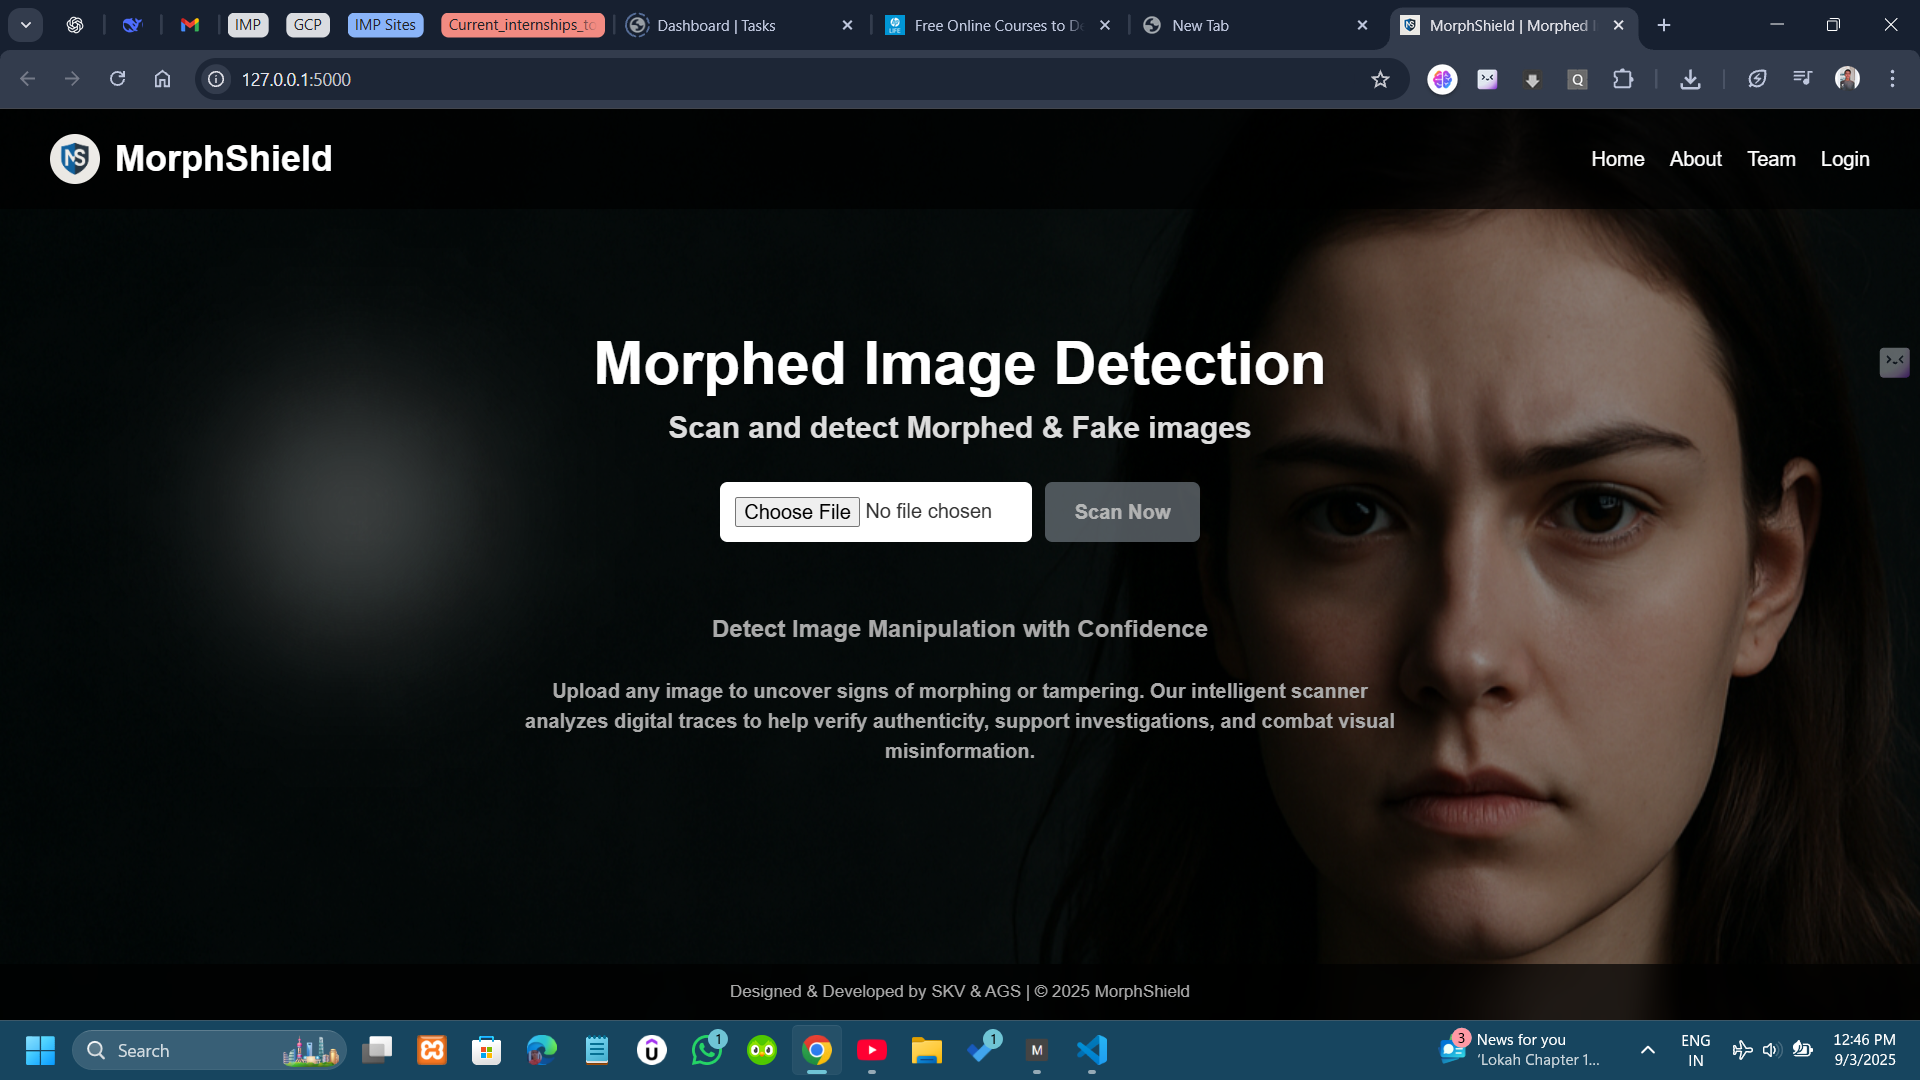 IMP
GCP
IMP Sites
Current_internships_to
Dashboard | Tasks
Free Online Courses to De
New Tab
MorphShield | Morphed I
127.0.0.1:5000
Q
NS MorphShield
Home About Team Login
Morphed Image Detection
Scan and detect Morphed & Fake images
Choose File No file chosen
Scan Now
Detect Image Manipulation with Confidence
Upload any image to uncover signs of morphing or tampering. Our intelligent scanner
analyzes digital traces to help verify authenticity, support investigations, and combat visual
misinformation.
Designed & Developed by SKV & AGS | © 2025 MorphShield
Search
1
1
M
3
News for you
'Lokah Chapter 1...
ENG
IN
12:46 PM
9/3/2025